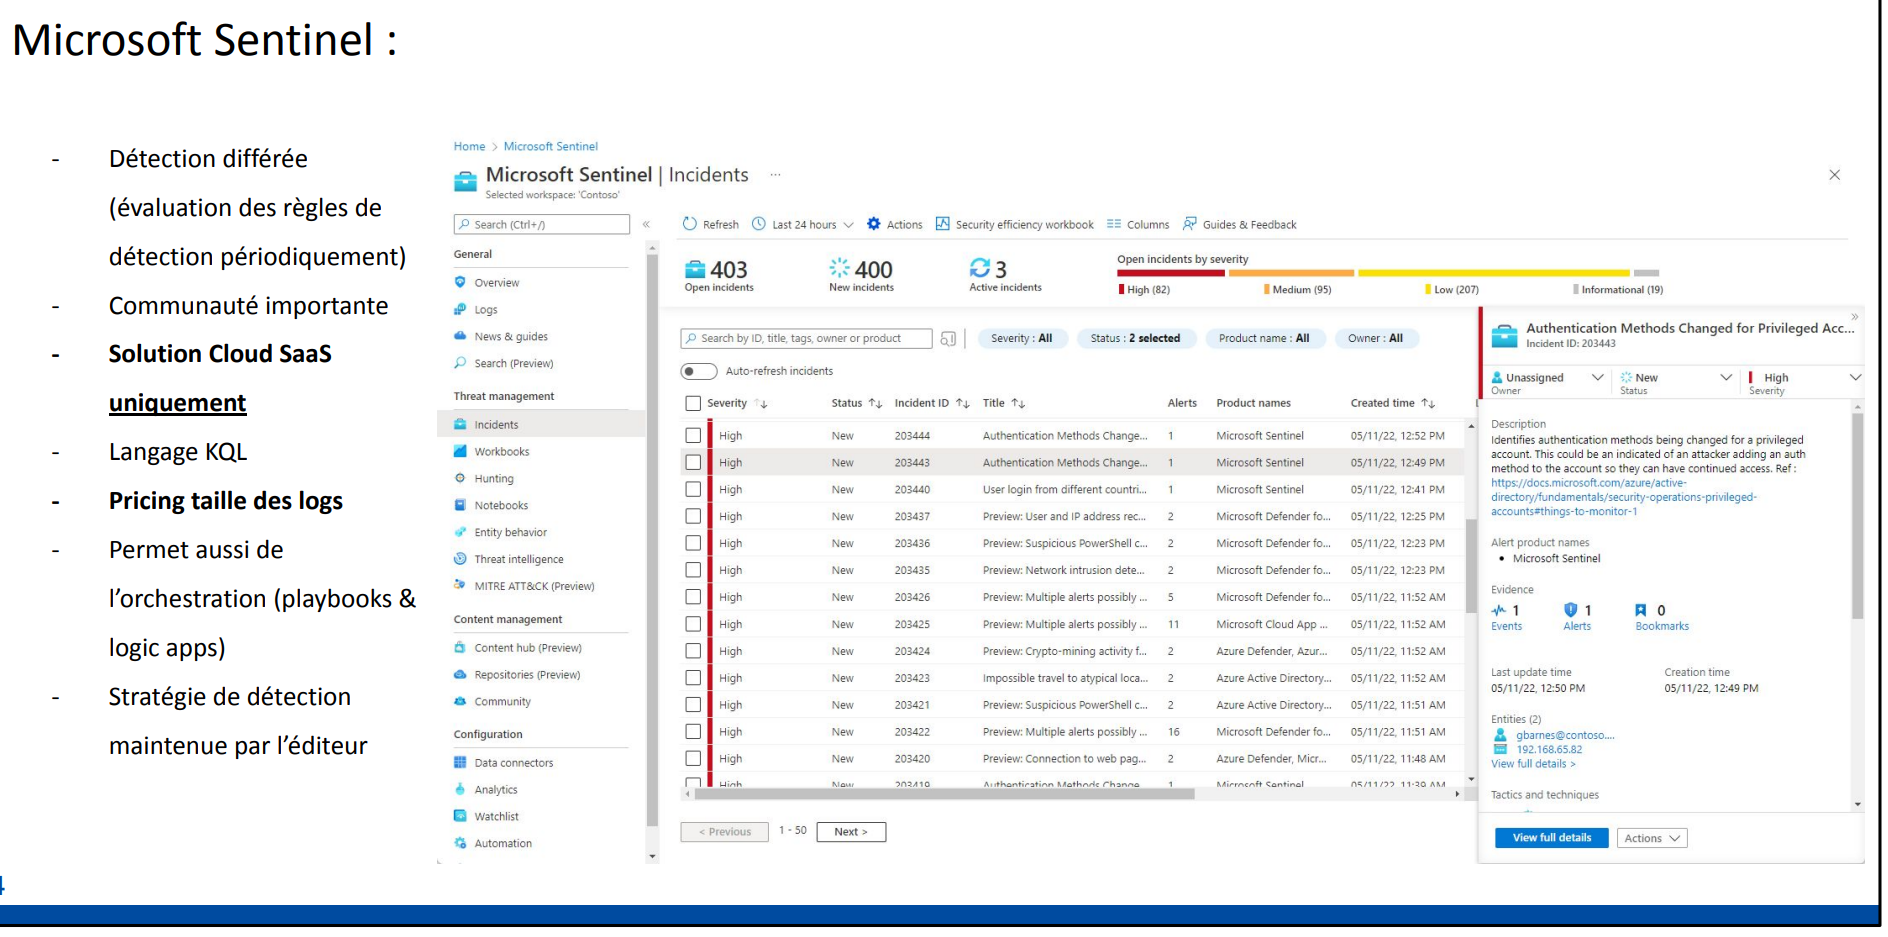 Microsoft Sentinel :
- Détection différée
(évaluation des règles de
détection périodiquement)
- Communauté importante
- Solution Cloud SaaS
uniquement
- Langage KQL
- Pricing taille des logs
- Permet aussi de
l’orchestration (playbooks &
logic apps)
- Stratégie de détection
maintenue par l’éditeur
Home > Microsoft Sentinel
Microsoft Sentinel | Incidents ...
Selected workspace: 'Contoso'
Search (Ctrl+/) «
General
Overview
Logs
News & guides
Search (Preview)
Threat management
Incidents
Workbooks
Hunting
Notebooks
Entity behavior
Threat intelligence
MITRE ATT&CK (Preview)
Content management
Content hub (Preview)
Repositories (Preview)
Community
Configuration
Data connectors
Analytics
Watchlist
Automation
Refresh Last 24 hours Actions Security efficiency workbook Columns Guides & Feedback
403 400 3
Open incidents New incidents Active incidents
Open incidents by severity
High (82) Medium (95) Low (207) Informational (19)
Search by ID, title, tags, owner or product Severity : All Status : 2 selected Product name : All Owner : All
Auto-refresh incidents
Severity ↑↓ Status ↑↓ Incident ID ↑↓ Title ↑↓ Alerts Product names Created time ↑↓
High New 203444 Authentication Methods Change... 1 Microsoft Sentinel 05/11/22, 12:52 PM
High New 203443 Authentication Methods Change... 1 Microsoft Sentinel 05/11/22, 12:49 PM
High New 203440 User login from different countri... 1 Microsoft Sentinel 05/11/22, 12:41 PM
High New 203437 Preview: User and IP address rec... 2 Microsoft Defender fo... 05/11/22, 12:25 PM
High New 203436 Preview: Suspicious PowerShell c... 2 Microsoft Defender fo... 05/11/22, 12:23 PM
High New 203435 Preview: Network intrusion dete... 2 Microsoft Defender fo... 05/11/22, 12:23 PM
High New 203426 Preview: Multiple alerts possibly ... 5 Microsoft Defender fo... 05/11/22, 11:52 AM
High New 203425 Preview: Multiple alerts possibly ... 11 Microsoft Cloud App ... 05/11/22, 11:52 AM
High New 203424 Preview: Crypto-mining activity f... 2 Azure Defender, Azur... 05/11/22, 11:52 AM
High New 203423 Impossible travel to atypical loca... 2 Azure Active Directory... 05/11/22, 11:52 AM
High New 203421 Preview: Suspicious PowerShell c... 2 Azure Active Directory... 05/11/22, 11:51 AM
High New 203422 Preview: Multiple alerts possibly ... 16 Microsoft Defender fo... 05/11/22, 11:51 AM
High New 203420 Preview: Connection to web pag... 2 Azure Defender, Micr... 05/11/22, 11:48 AM
High New 203419 Authentication Methods Change... 1 Microsoft Sentinel 05/11/22, 11:39 AM
< Previous 1 - 50 Next >
»
Authentication Methods Changed for Privileged Acc...
Incident ID: 203443
Unassigned New High
Owner Status Severity
Description
Identifies authentication methods being changed for a privileged
account. This could be an indicated of an attacker adding an auth
method to the account so they can have continued access. Ref :
https://docs.microsoft.com/azure/active-
directory/fundamentals/security-operations-privileged-
accounts#things-to-monitor-1
Alert product names
• Microsoft Sentinel
Evidence
1 1 0
Events Alerts Bookmarks
Last update time Creation time
05/11/22, 12:50 PM 05/11/22, 12:49 PM
Entities (2)
gbarnes@contoso....
192.168.65.82
View full details >
Tactics and techniques
View full details Actions
4